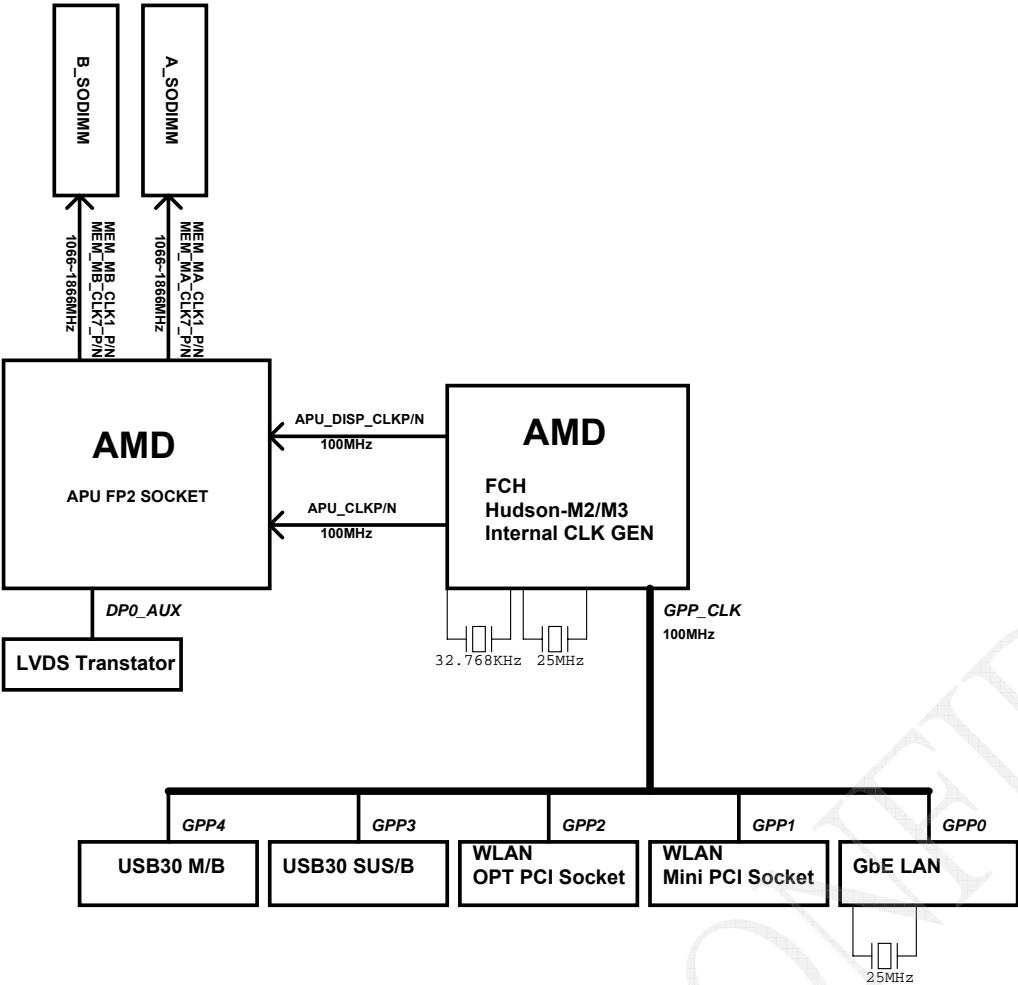 B_SODIMM
A_SODIMM
1066~1866MHz
MEM_MB_CLK7_P/N
MEM_MB_CLK1_P/N
1066~1866MHz
MEM_MA_CLK7_P/N
MEM_MA_CLK1_P/N
AMD
APU FP2 SOCKET
APU_DISP_CLKP/N
100MHz
APU_CLKP/N
100MHz
AMD
FCH
Hudson-M2/M3
Internal CLK GEN
DP0_AUX
LVDS Transtator
32.768KHz
25MHz
GPP_CLK
100MHz
GPP4
GPP3
GPP2
GPP1
GPP0
USB30 M/B
USB30 SUS/B
WLAN
OPT PCI Socket
WLAN
Mini PCI Socket
GbE LAN
25MHz